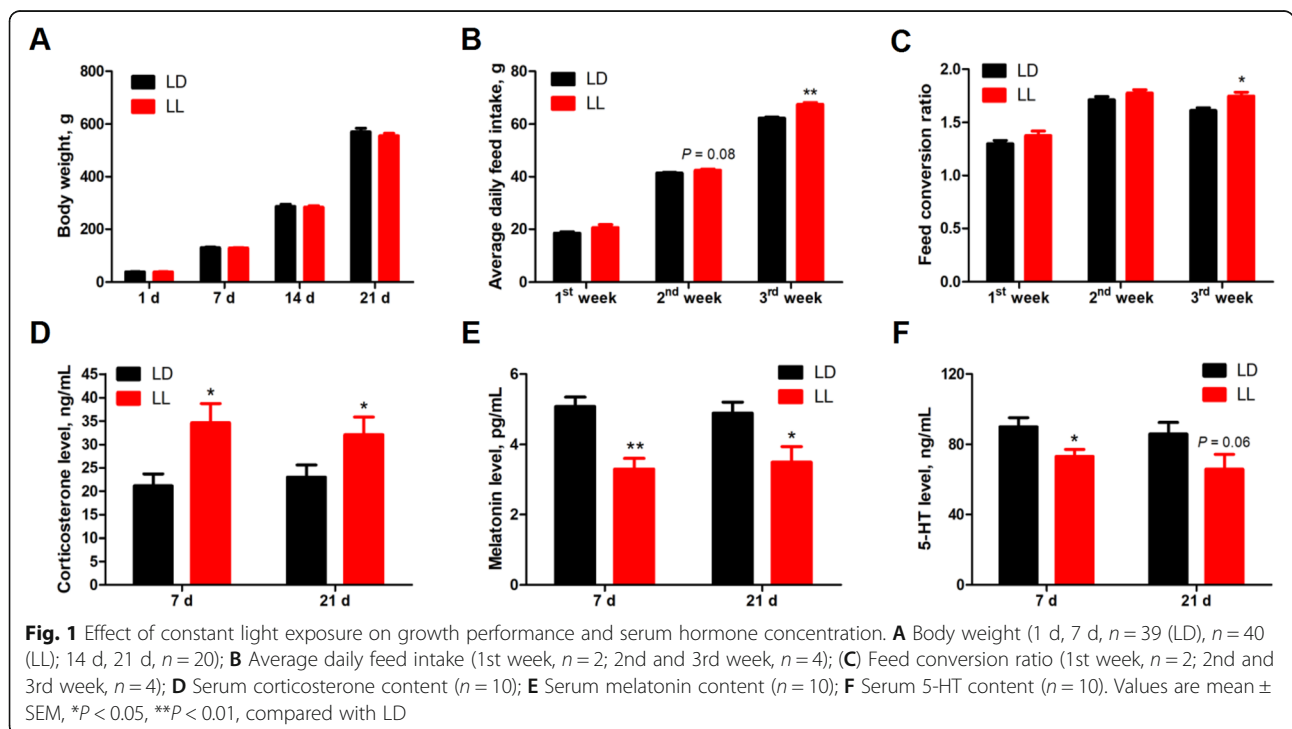 A
Body weight, g
800
600
400
200
0
LD
LL
1 d 7 d 14 d 21 d
B
Average daily feed intake, g
80
60
40
20
0
LD
LL
P = 0.08
**
1st week 2nd week 3rd week
C
Feed conversion ratio
2.0
1.5
1.0
0.5
0.0
LD
LL
*
1st week 2nd week 3rd week
D
Corticosterone level, ng/mL
45
40
35
30
25
20
15
10
5
0
LD
LL
* *
7 d 21 d
E
Melatonin level, pg/mL
6
4
2
0
LD
LL
** *
7 d 21 d
F
5-HT level, ng/mL
120
80
40
0
LD
LL
* P = 0.06
7 d 21 d
Fig. 1 Effect of constant light exposure on growth performance and serum hormone concentration. A Body weight (1 d, 7 d, n = 39 (LD), n = 40
(LL); 14 d, 21 d, n = 20); B Average daily feed intake (1st week, n = 2; 2nd and 3rd week, n = 4); (C) Feed conversion ratio (1st week, n = 2; 2nd and
3rd week, n = 4); D Serum corticosterone content (n = 10); E Serum melatonin content (n = 10); F Serum 5-HT content (n = 10). Values are mean ±
SEM, *P < 0.05, **P < 0.01, compared with LD